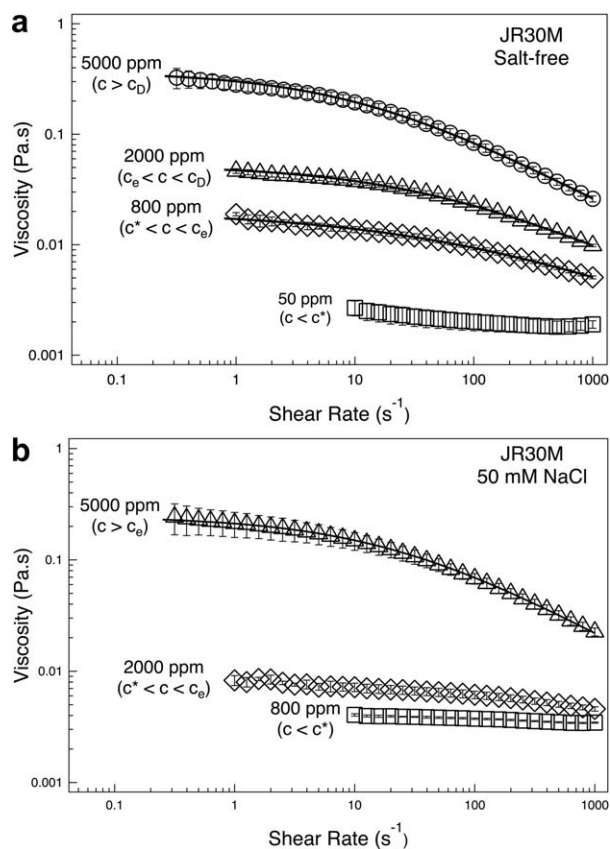 a
JR30M
Salt-free
5000 ppm
(c > c_D)
2000 ppm
(c_e < c < c_D)
800 ppm
(c* < c < c_e)
50 ppm
(c < c*)
Viscosity (Pa.s)
1
0.1
0.01
0.001
0.1 1 10 100 1000
Shear Rate (s⁻¹)
b
JR30M
50 mM NaCl
5000 ppm
(c > c_e)
2000 ppm
(c* < c < c_e)
800 ppm
(c < c*)
Viscosity (Pa.s)
1
0.1
0.01
0.001
0.1 1 10 100 1000
Shear Rate (s⁻¹)